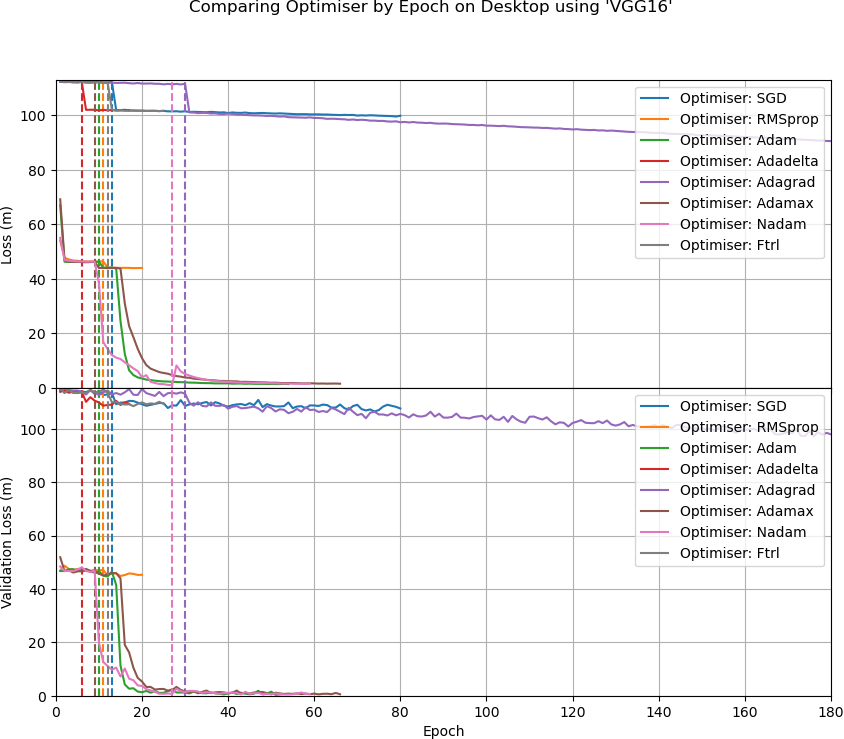 Comparing Optimiser by Epoch on Desktop using 'VGG16'
Loss (m)
100
80
60
40
20
0
Optimiser: SGD
Optimiser: RMSprop
Optimiser: Adam
Optimiser: Adadelta
Optimiser: Adagrad
Optimiser: Adamax
Optimiser: Nadam
Optimiser: Ftrl
Validation Loss (m)
100
80
60
40
20
0
Optimiser: SGD
Optimiser: RMSprop
Optimiser: Adam
Optimiser: Adadelta
Optimiser: Adagrad
Optimiser: Adamax
Optimiser: Nadam
Optimiser: Ftrl
0 20 40 60 80 100 120 140 160 180
Epoch